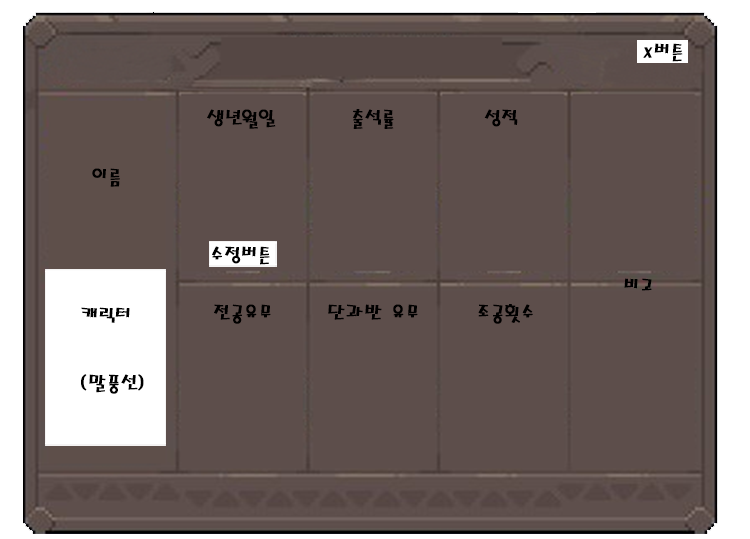 X버튼
생년월일
출석률
성적
이름
수정버튼
비고
캐릭터
전공유무
단과반 유무
조공횟수
(말풍선)